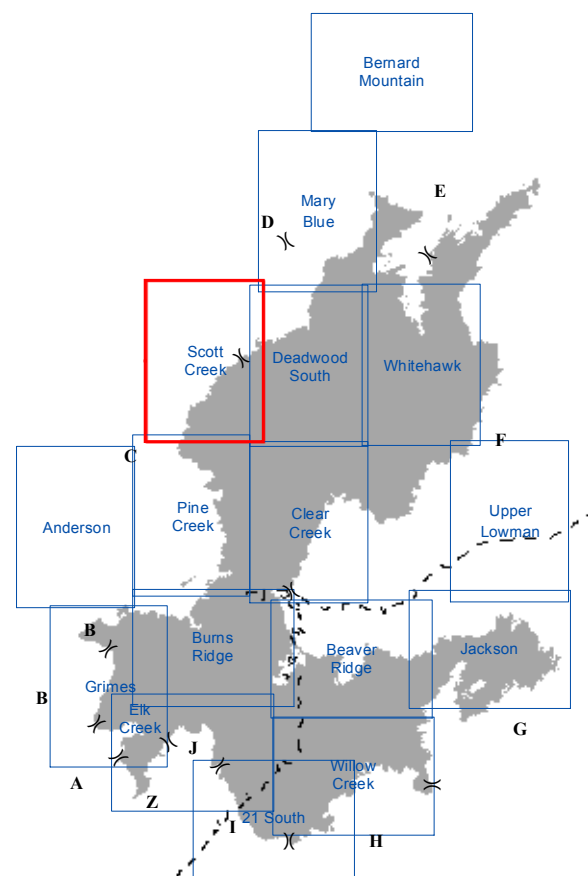 Bernard
Mountain
E
Mary
Blue
D
Scott
Creek
Deadwood
South
Whitehawk
F
C
Anderson
Pine
Creek
Clear
Creek
Upper
Lowman
B
Burns
Ridge
Beaver
Ridge
Jackson
B
Grimes
Elk
Creek
G
J
A
Z
Willow
Creek
I
21 South
H